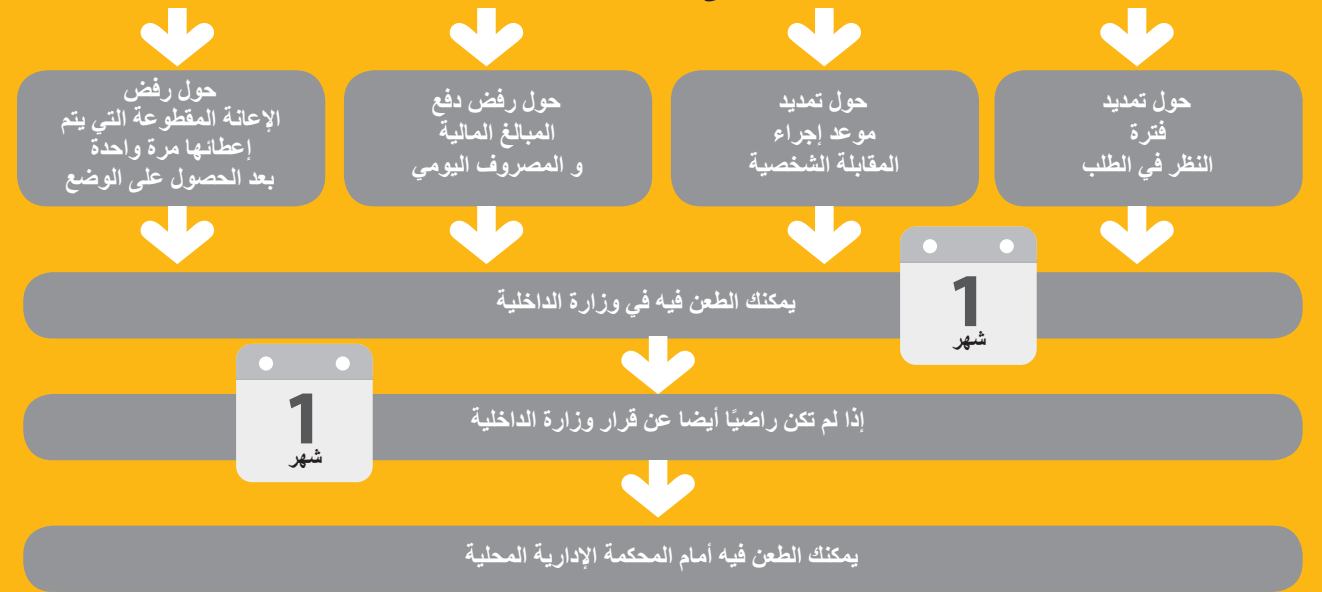 حول تمديد
فترة
النظر في الطلب
حول تمديد
موعد إجراء
المقابلة الشخصية
حول رفض دفع
المبالغ المالية
و المصروف اليومي
حول رفض
الإعانة المقطوعة التي يتم
إعطائها مرة واحدة
بعد الحصول على الوضع
1
شهر
يمكنك الطعن فيه في وزارة الداخلية
إذا لم تكن راضيًا أيضا عن قرار وزارة الداخلية
1
شهر
يمكنك الطعن فيه أمام المحكمة الإدارية المحلية